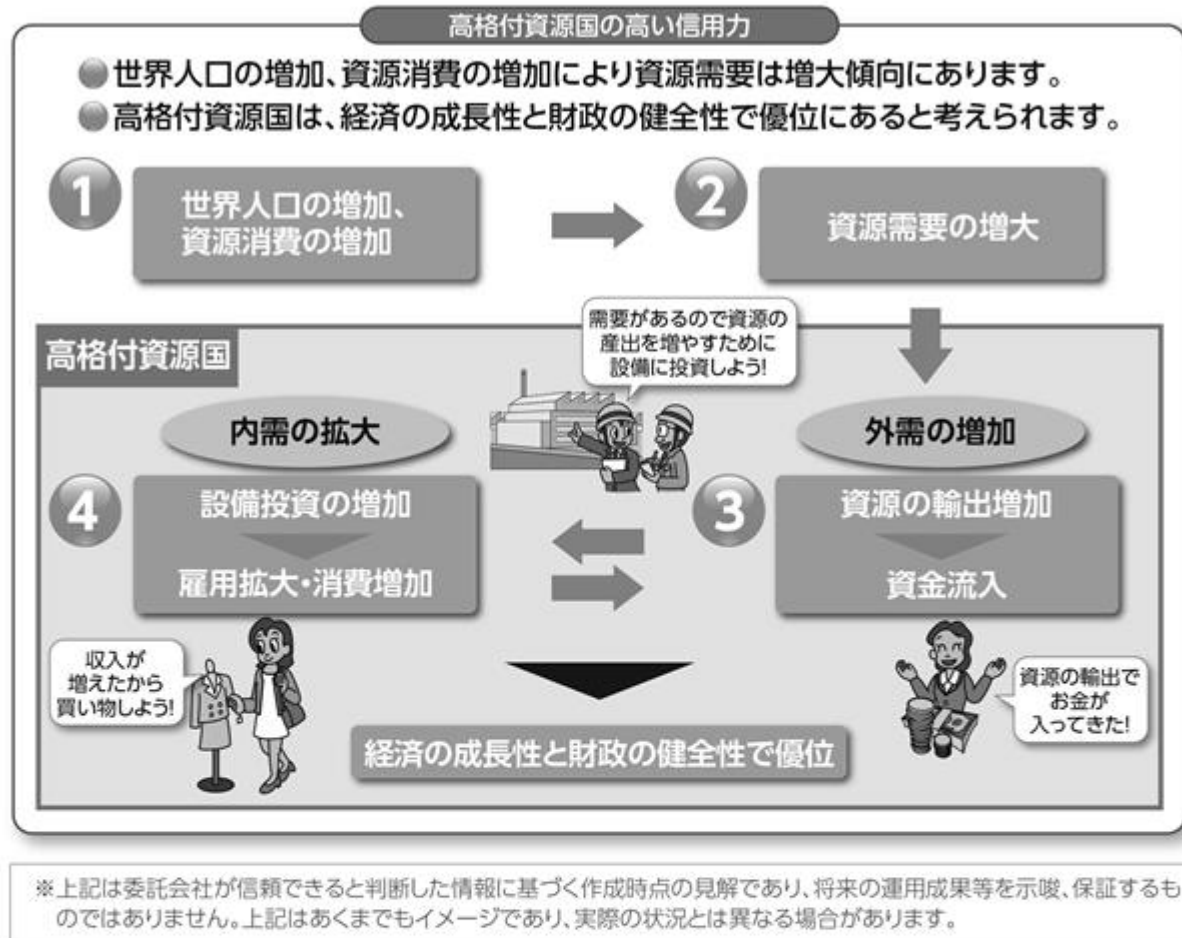 高格付資源国の高い信用力
●世界人口の増加、資源消費の増加により資源需要は増大傾向にあります。
●高格付資源国は、経済の成長性と財政の健全性で優位にあると考えられます。
1
世界人口の増加、
資源消費の増加
2
資源需要の増大
高格付資源国
需要があるので資源の
産出を増やすために
設備に投資しよう!
内需の拡大
外需の増加
4
設備投資の増加
雇用拡大・消費増加
3
資源の輸出増加
資金流入
収入が
増えたから
買い物しよう!
資源の輸出で
お金が
入ってきた!
経済の成長性と財政の健全性で優位
※上記は委託会社が信頼できると判断した情報に基づく作成時点の見解であり、将来の運用成果等を示唆、保証するも
のではありません。上記はあくまでもイメージであり、実際の状況とは異なる場合があります。